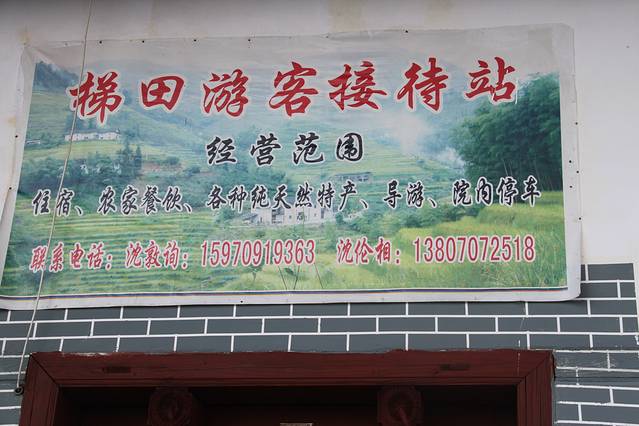 梯田游客接待站
经营范围
住宿、农家餐饮、各种纯天然特产、导游、院内停车
联系电话：沈敦询：15970919363 沈伦相：13807072518